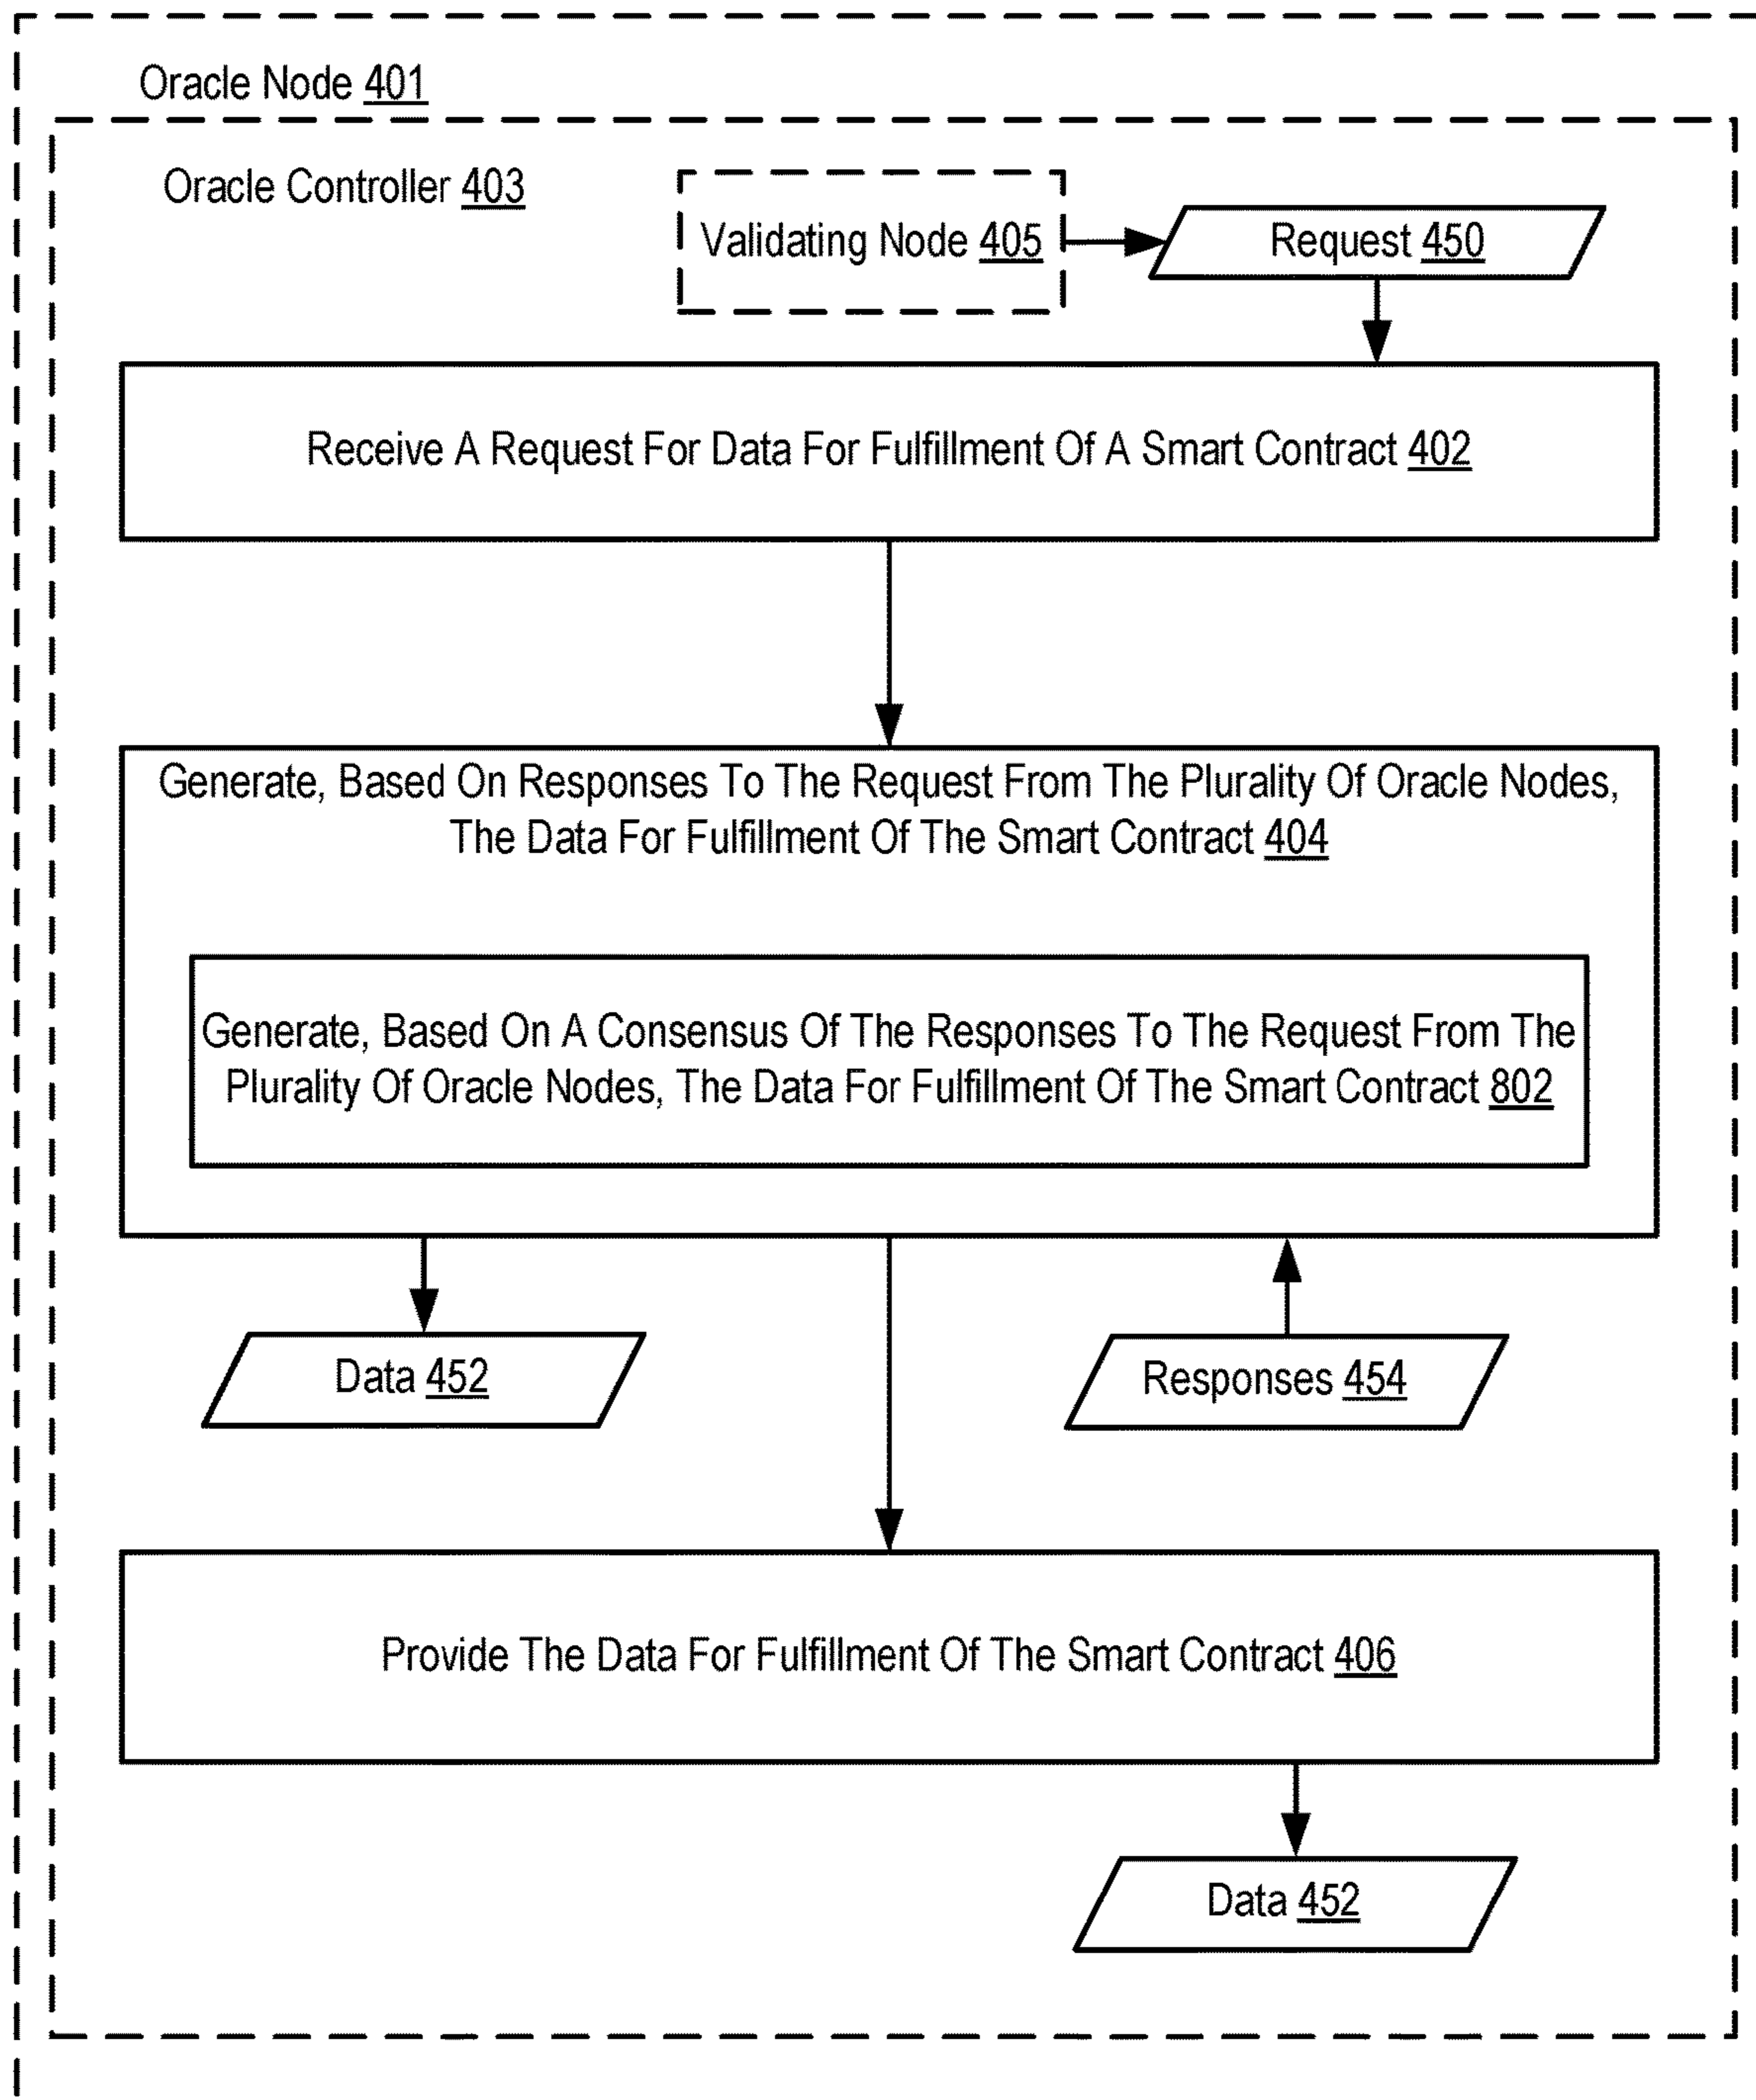 Oracle Node 401
Oracle Controller 403
Validating Node 405
Request 450
Receive A Request For Data For Fulfillment Of A Smart Contract 402
Generate, Based On Responses To The Request From The Plurality Of Oracle Nodes,
The Data For Fulfillment Of The Smart Contract 404
Generate, Based On A Consensus Of The Responses To The Request From The
Plurality Of Oracle Nodes, The Data For Fulfillment Of The Smart Contract 802
Data 452
Responses 454
Provide The Data For Fulfillment Of The Smart Contract 406
Data 452